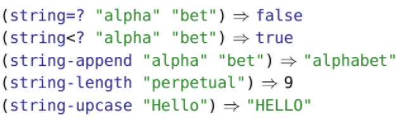 (string=? "alpha" "bet") ⇒ false
(string<? "alpha" "bet") ⇒ true
(string-append "alpha" "bet") ⇒ "alphabet"
(string-length "perpetual") ⇒ 9
(string-upcase "Hello") ⇒ "HELLO"